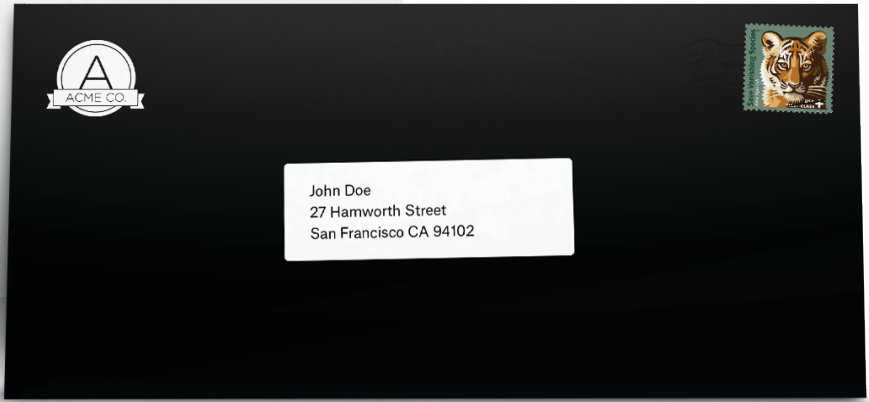 A
ACME CO.
Save Vanishing Species
John Doe
27 Hamworth Street
San Francisco CA 94102